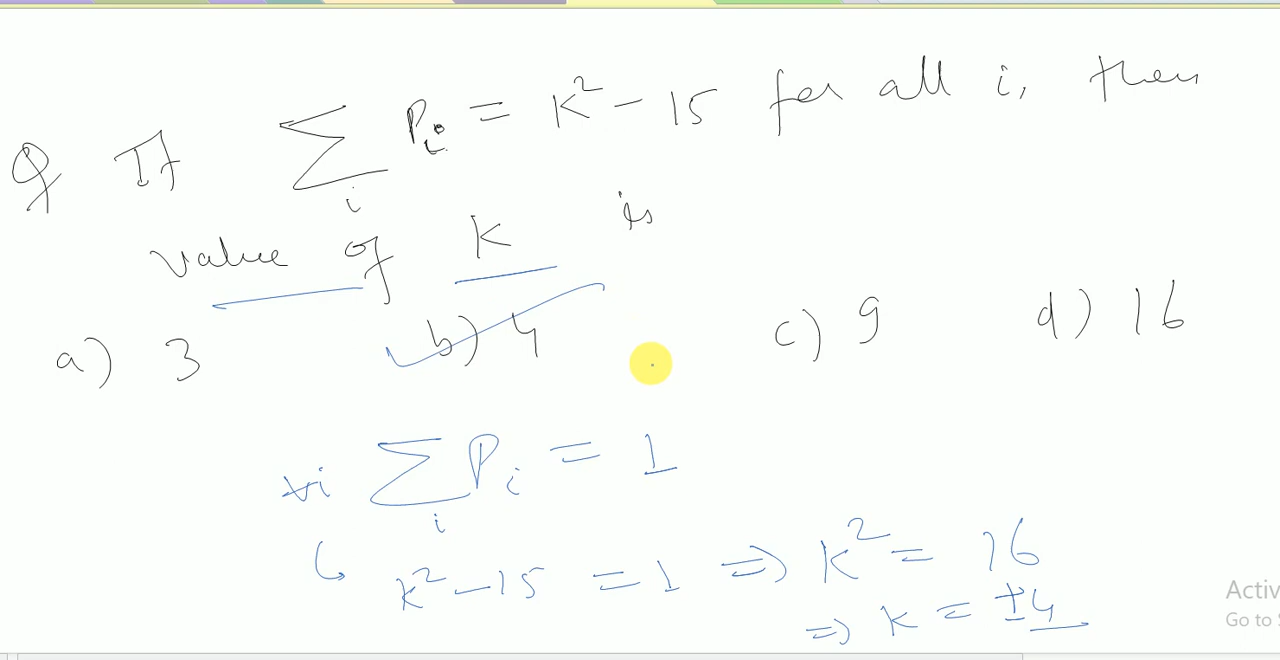 Q If ∑ᵢ Pᵢ = K² - 15 for all i, then
value of K is
a) 3 b) 4 c) 9 d) 16
∀i ∑ᵢ Pᵢ = 1
↳ K² - 15 = 1 ⇒ K² = 16
⇒ K = ±4
Activ
Go to S